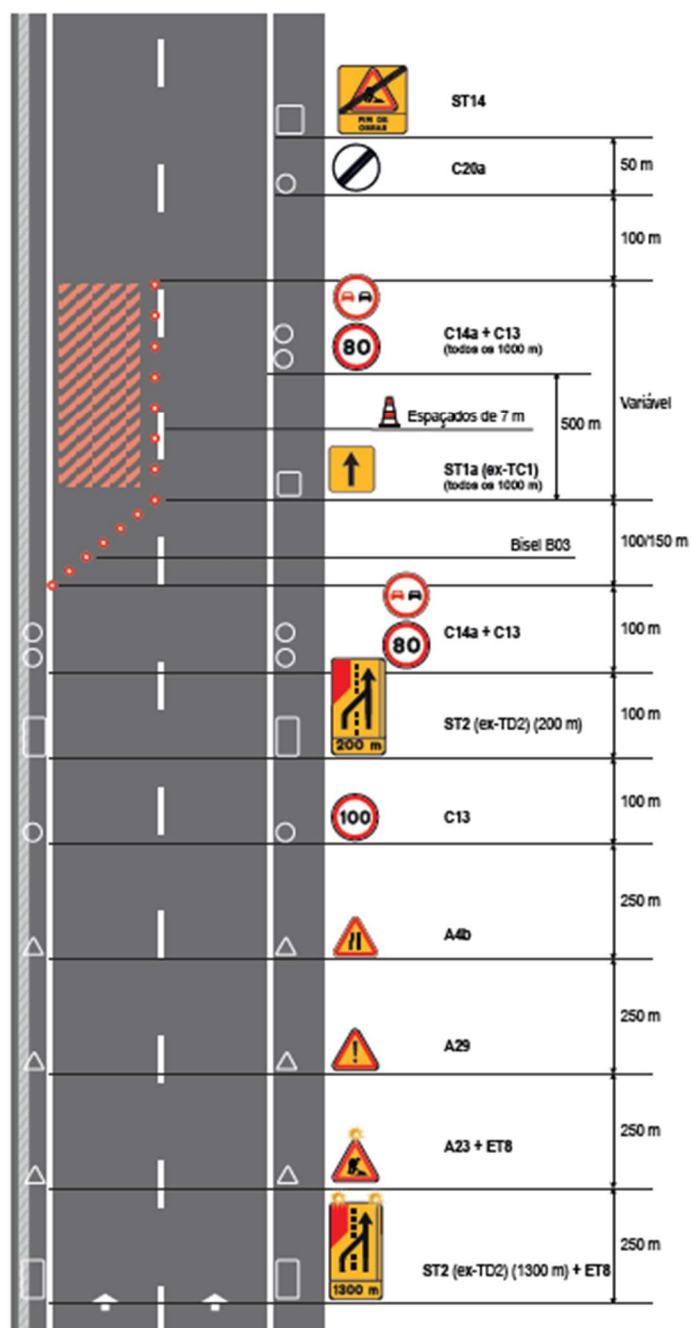 FIM DE
OBRAS
ST14
C20a
50 m
100 m
80
C14a + C13
(todos os 1000 m)
Variável
Espaçados de 7 m
500 m
ST1a (ex-TC1)
(todos os 1000 m)
Bisel B03
100/150 m
80
C14a + C13
100 m
200 m
ST2 (ex-TD2) (200 m)
100 m
100
C13
100 m
250 m
A4b
250 m
A29
250 m
A23 + ET8
250 m
1300 m
ST2 (ex-TD2) (1300 m) + ET8